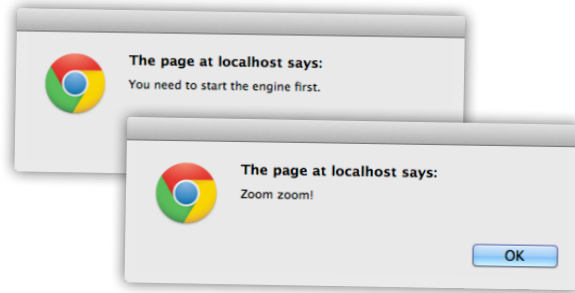 The page at localhost says:
You need to start the engine first.
The page at localhost says:
Zoom zoom!
OK